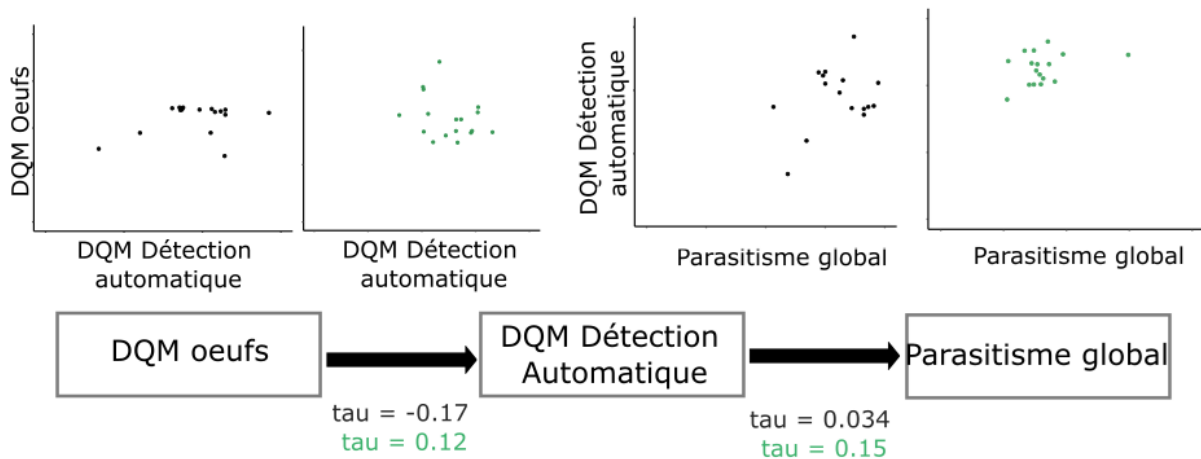 DQM Oeufs
DQM Détection
automatique
DQM Détection
automatique
DQM Détection
automatique
Parasitisme global
Parasitisme global
DQM oeufs
DQM Détection
Automatique
Parasitisme global
tau = -0.17
tau = 0.12
tau = 0.034
tau = 0.15